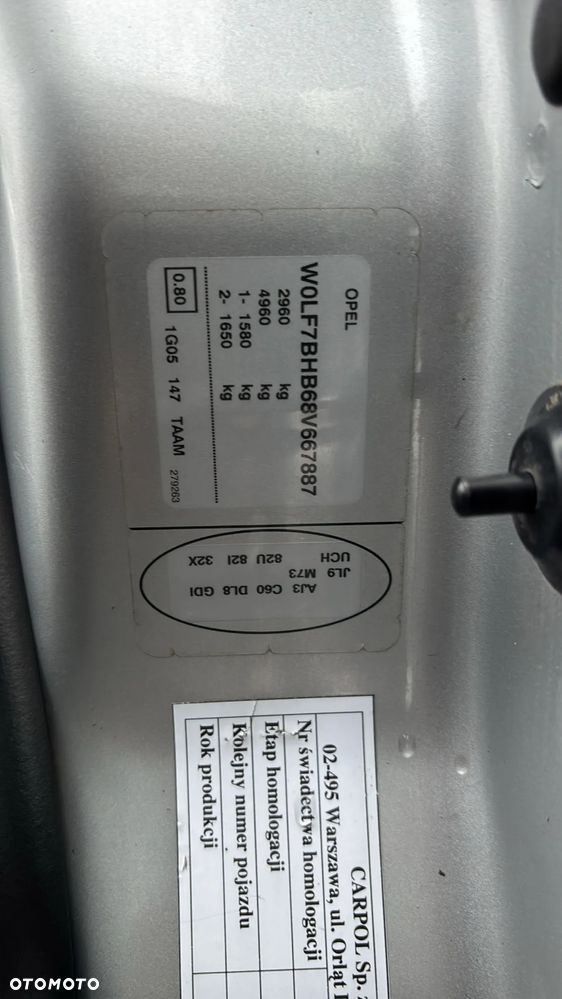 OPEL
W0LF7BHB68V667887
2960 kg
4960 kg
1- 1580 kg
2- 1650 kg
0.80 1G05 147 TAAM 279263
AJ3 C60 DL8 GDI
JL9 M73
UCH 82U 82I 32X
CARPOL Sp.
02-495 Warszawa, ul. Orląt
Nr świadectwa homologacji
Etap homologacji
Kolejny numer pojazdu
Rok produkcji
OTOMOTO